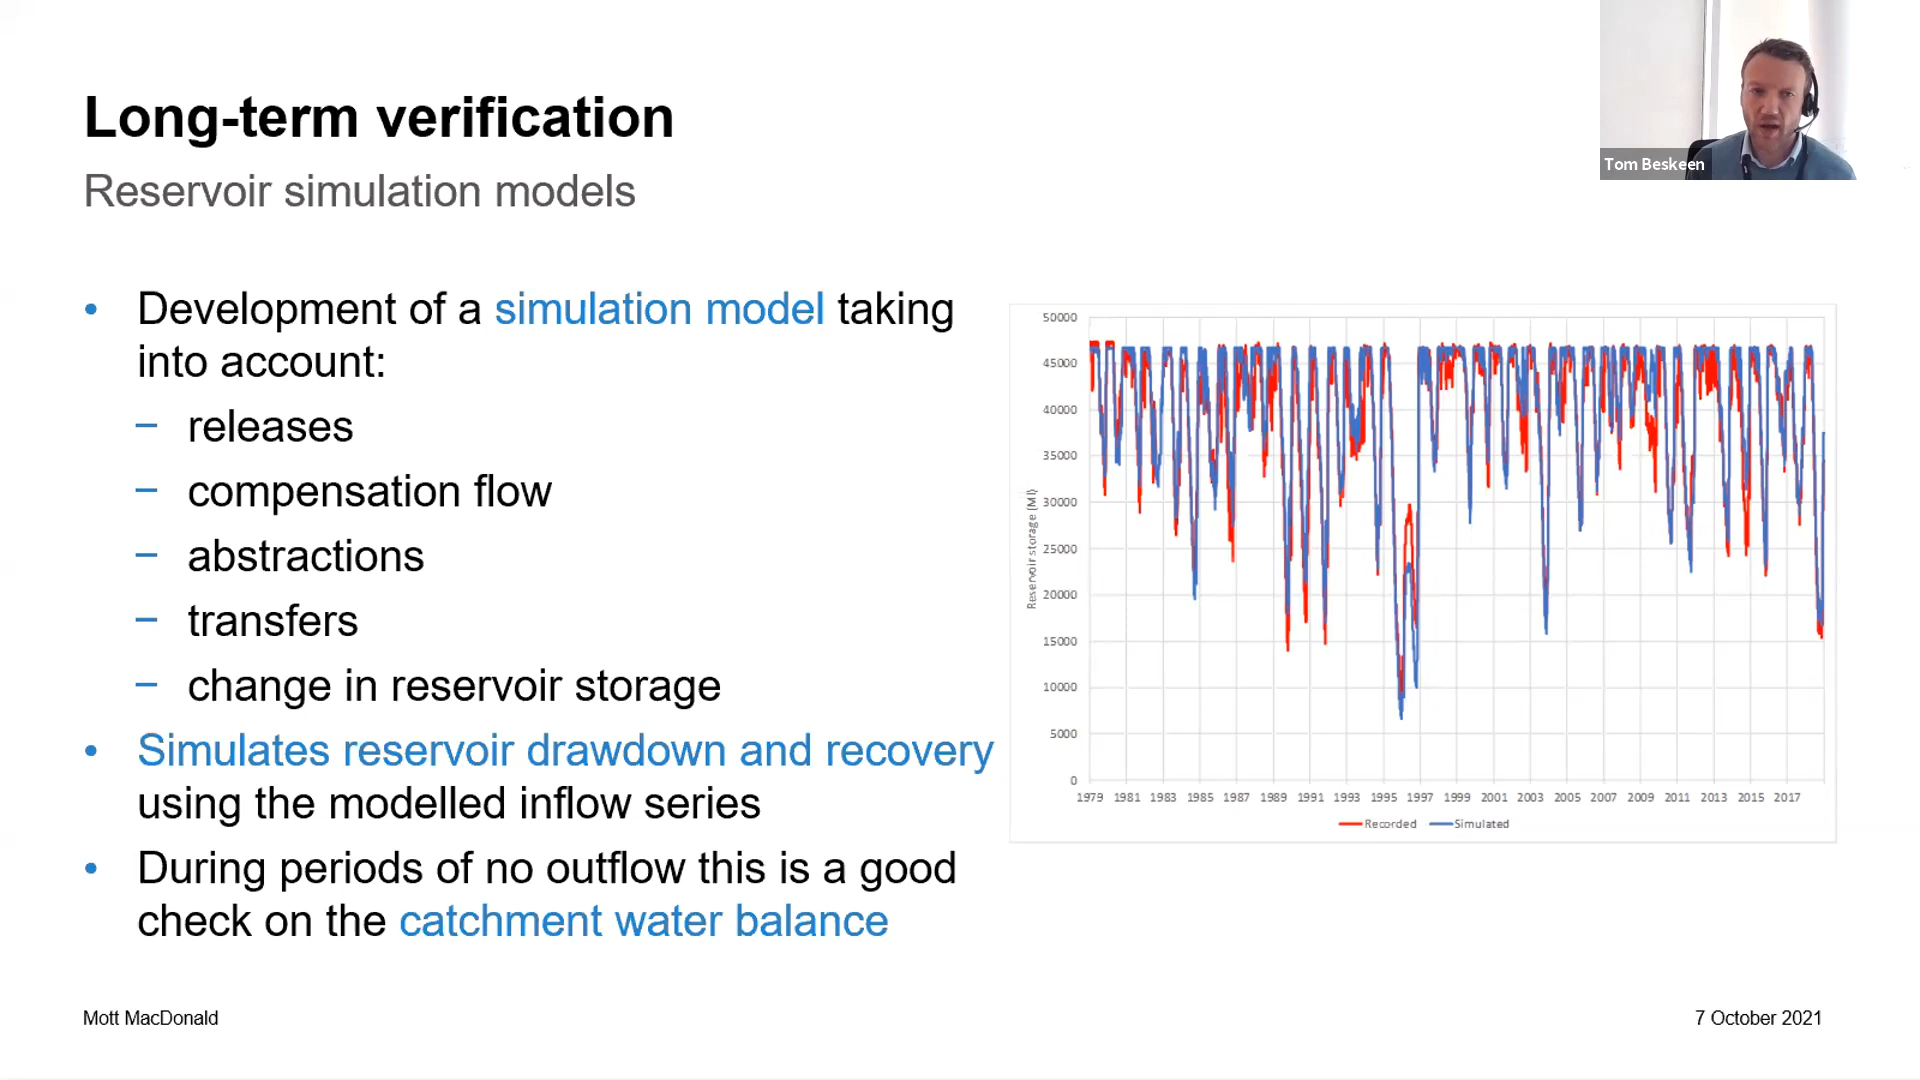 Long-term verification
Reservoir simulation models
Tom Beskeen
• Development of a simulation model taking
into account:
− releases
− compensation flow
− abstractions
− transfers
− change in reservoir storage
• Simulates reservoir drawdown and recovery
using the modelled inflow series
• During periods of no outflow this is a good
check on the catchment water balance
Reservoir storage (Ml)
50000
45000
40000
35000
30000
25000
20000
15000
10000
5000
0
1979 1981 1983 1985 1987 1989 1991 1993 1995 1997 1999 2001 2003 2005 2007 2009 2011 2013 2015 2017
Recorded Simulated
Mott MacDonald
7 October 2021